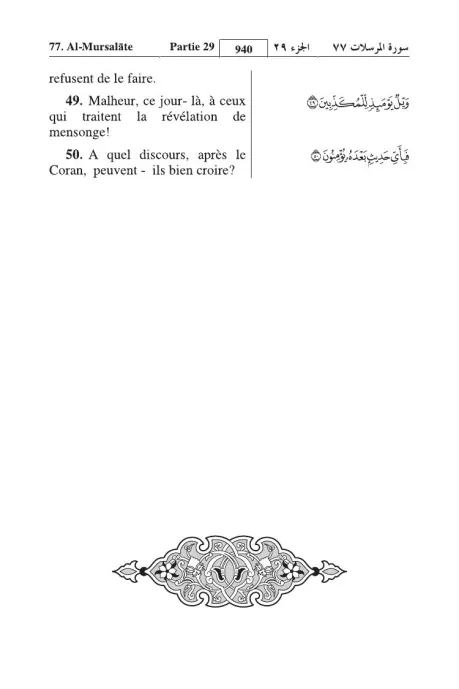 77. Al-Mursalâte Partie 29 940 الجزء ٢٩ سورة المرسلات ٧٧
refusent de le faire.
49. Malheur, ce jour- là, à ceux
qui traitent la révélation de
mensonge!
وَيْلٌ يَوْمَئِذٍ لِّلْمُكَذِّبِينَ ٤٩
50. A quel discours, après le
Coran, peuvent - ils bien croire?
فَبِأَيِّ حَدِيثٍ بَعْدَهُۥ يُؤْمِنُونَ ٥٠